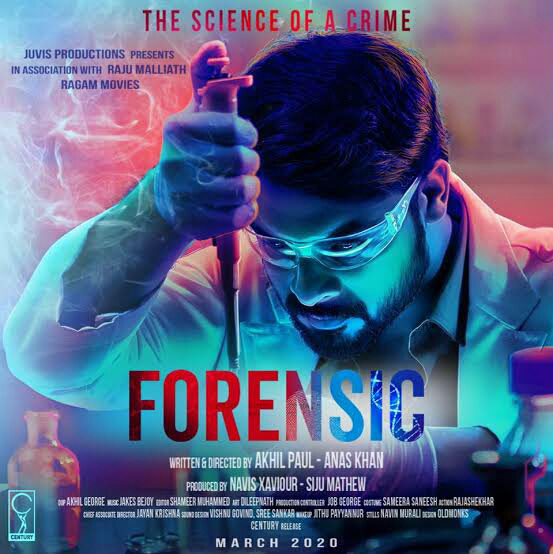 THE SCIENCE OF A CRIME
JUVIS PRODUCTIONS PRESENTS
IN ASSOCIATION WITH RAJU MALLIATH
RAGAM MOVIES
FORENSIC
WRITTEN & DIRECTED BY AKHIL PAUL - ANAS KHAN
PRODUCED BY NAVIS XAVIOUR - SIJU MATHEW
DOP AKHIL GEORGE MUSIC JAKES BEJOY EDITOR SHAMEER MUHAMMED ART DILEEPNATH PRODUCTION CONTROLLER JOB GEORGE COSTUMS SAMEERA SANEESH ACTION RAJASHEKHAR
CHIEF ASSOCIATE DIRECTOR JAYAN KRISHNA SOUND DESIGN VISHNU GOVIND, SREE SANKAR MAKEUP JITHU PAYYANNUR STILLS NAVIN MURALI DESIGN OLDMONKS
CENTURY RELEASE
CENTURY
MARCH 2020